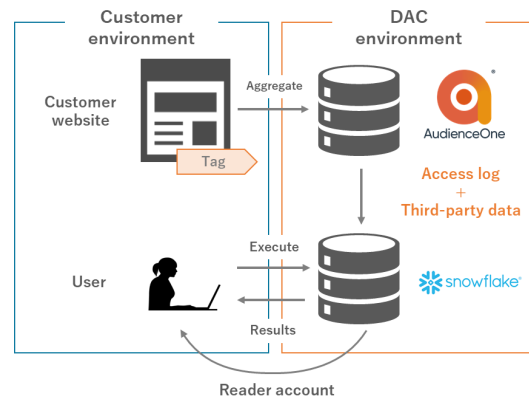 Customer
environment
DAC
environment
Customer
website
Aggregate
Tag
AudienceOne
Access log
+
Third-party data
User
Execute
Results
snowflake
Reader account